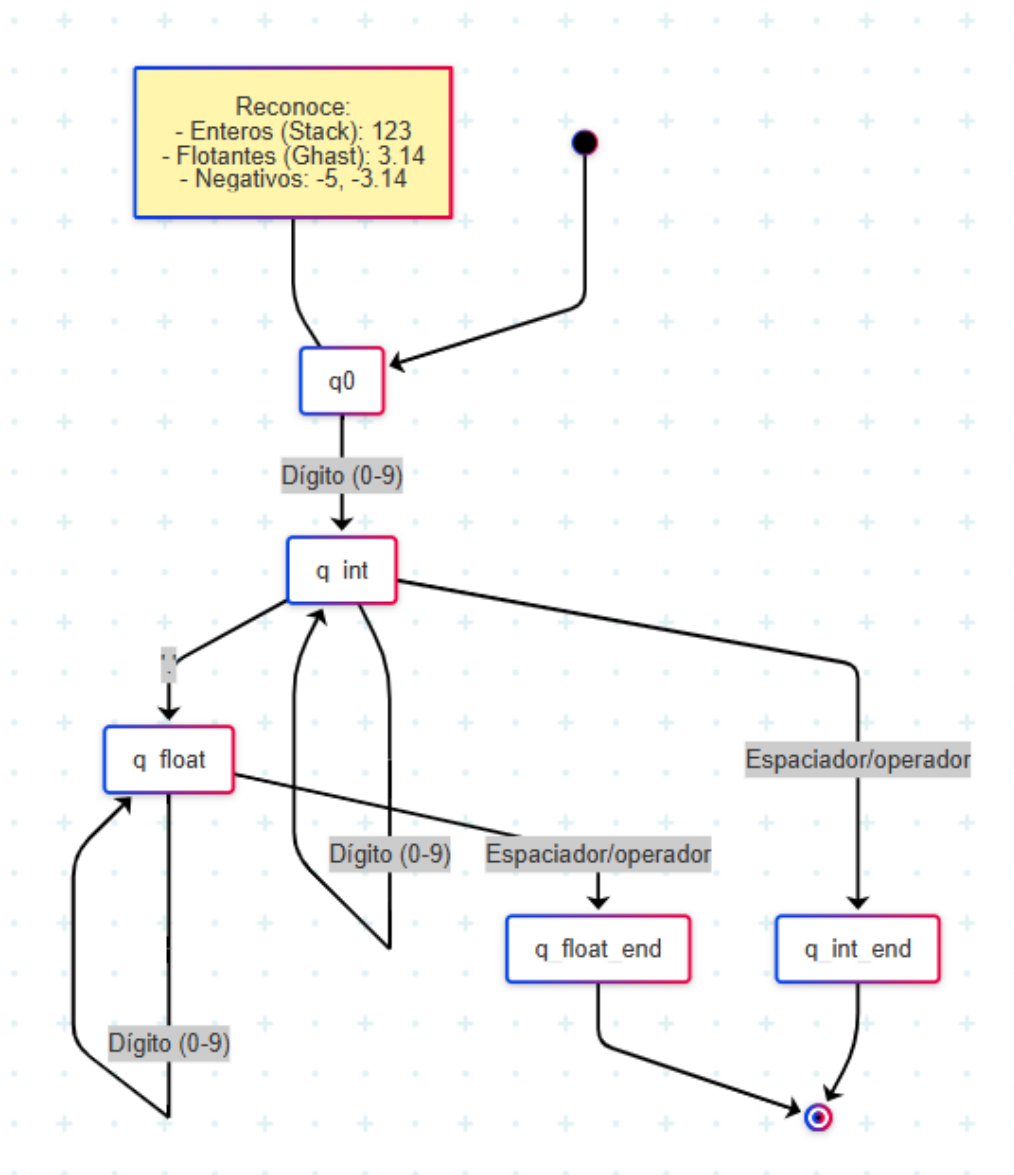 Reconoce:
- Enteros (Stack): 123
- Flotantes (Ghast): 3.14
- Negativos: -5, -3.14
q0
Dígito (0-9)
q_int
'.'
q_float
Espaciador/operador
Dígito (0-9)
Espaciador/operador
q_float_end
q_int_end
Dígito (0-9)